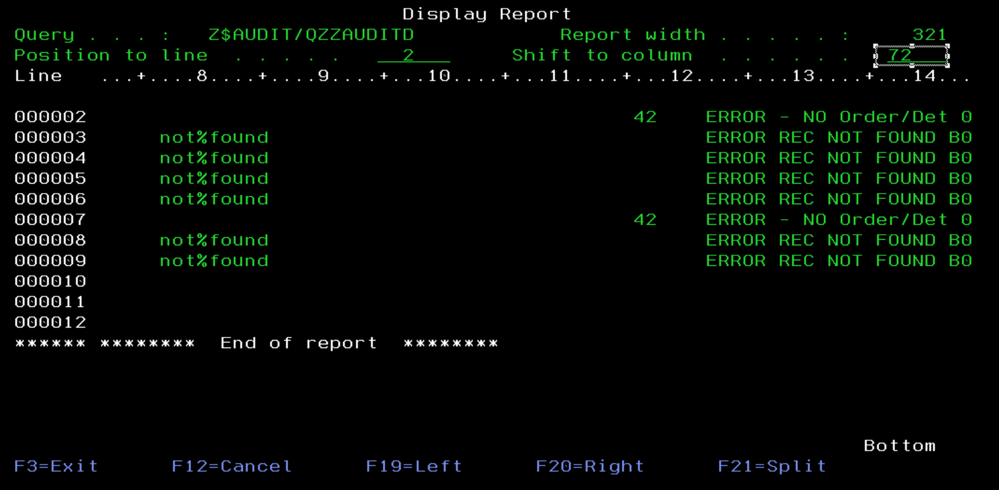 Display Report
Query . . . :   Z$AUDIT/QZZAUDITD            Report width . . . . . :     321
Position to line  . . . . .     2        Shift to column  . . . . . .   72
Line   ...+....8....+....9....+...10....+...11....+...12....+...13....+...14...
000002                                             42    ERROR - NO Order/Det 0
000003      not%found                                    ERROR REC NOT FOUND B0
000004      not%found                                    ERROR REC NOT FOUND B0
000005      not%found                                    ERROR REC NOT FOUND B0
000006      not%found                                    ERROR REC NOT FOUND B0
000007                                             42    ERROR - NO Order/Det 0
000008      not%found                                    ERROR REC NOT FOUND B0
000009      not%found                                    ERROR REC NOT FOUND B0
000010
000011
000012
****** ********  End of report  ********
Bottom
F3=Exit      F12=Cancel      F19=Left      F20=Right      F21=Split